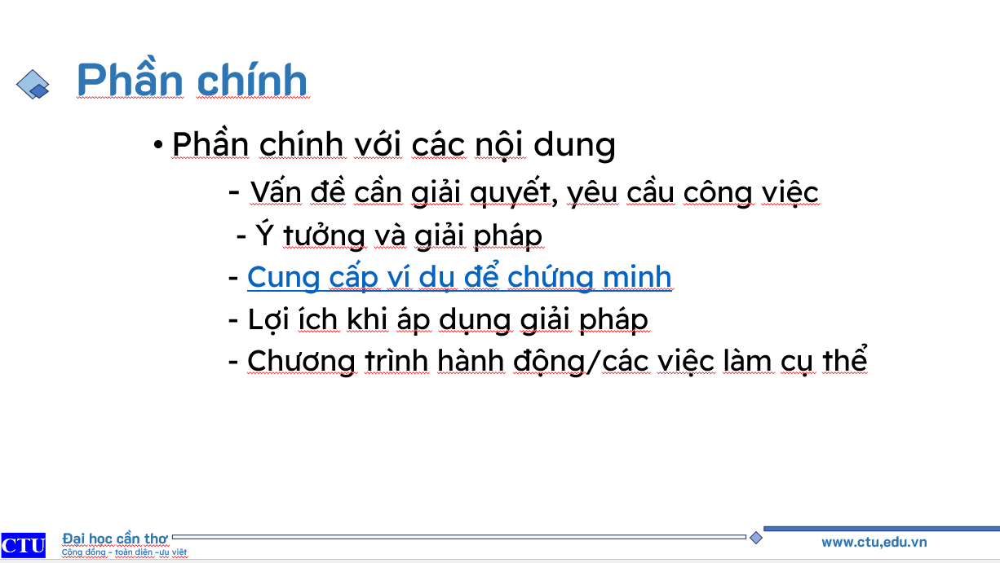 Phần chính
• Phần chính với các nội dung
- Vấn đề cần giải quyết, yêu cầu công việc
- Ý tưởng và giải pháp
- Cung cấp ví dụ để chứng minh
- Lợi ích khi áp dụng giải pháp
- Chương trình hành động/các việc làm cụ thể
CTU
Đại học cần thơ
Cộng đồng – toàn diện –ưu việt
www.ctu,edu.vn